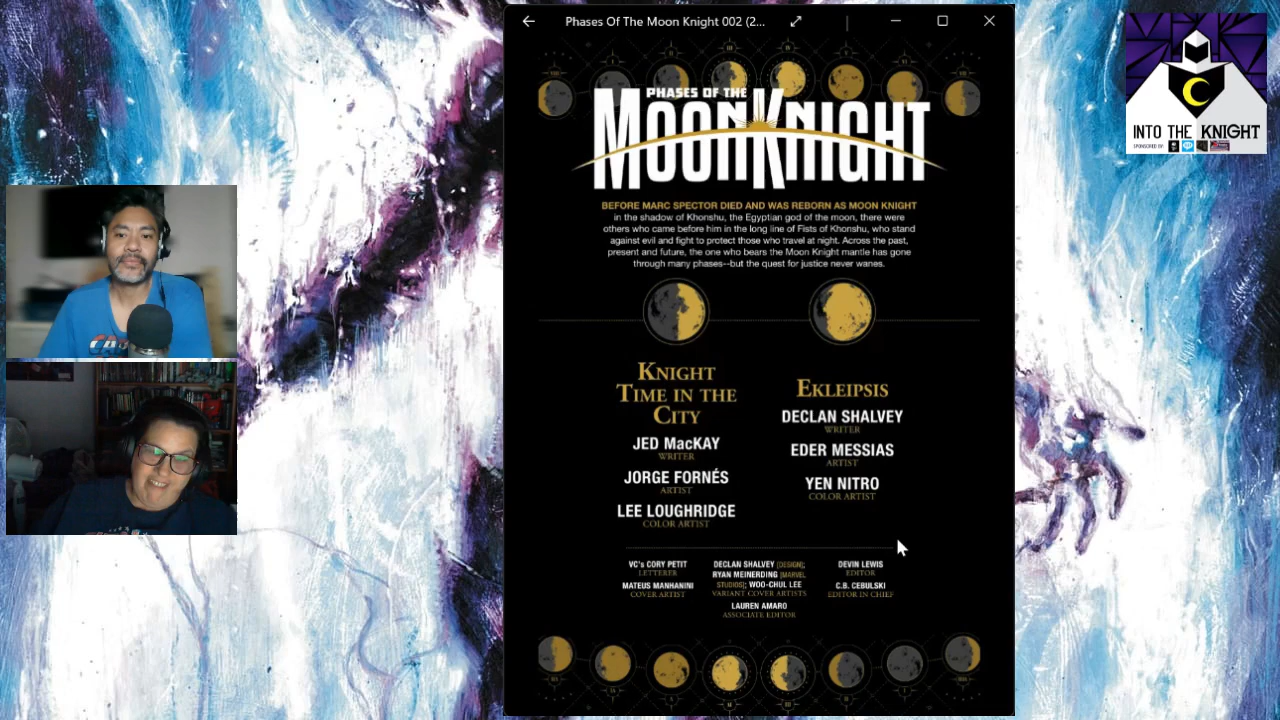 Phases Of The Moon Knight 002 (2...
PHASES OF THE
MOON KNIGHT
BEFORE MARC SPECTOR DIED AND WAS REBORN AS MOON KNIGHT
in the shadow of Khonshu, the Egyptian god of the moon, there were
others who came before him in the long line of Fists of Khonshu, who stand
against evil and fight to protect those who travel at night. Across the past,
present and future, the one who bears the Moon Knight mantle has gone
through many phases--but the quest for justice never wanes.
KNIGHT
TIME IN THE
CITY
JED MacKAY
WRITER
JORGE FORNÉS
ARTIST
LEE LOUGHRIDGE
COLOR ARTIST
EKLEIPSIS
DECLAN SHALVEY
WRITER
EDER MESSIAS
ARTIST
YEN NITRO
COLOR ARTIST
VC's CORY PETIT
LETTERER
MATEUS MANHANINI
COVER ARTIST
DECLAN SHALVEY [DESIGN];
RYAN MEINERDING [MARVEL
STUDIOS]; WOO-CHUL LEE
VARIANT COVER ARTISTS
LAUREN AMARO
ASSOCIATE EDITOR
DEVIN LEWIS
EDITOR
C.B. CEBULSKI
EDITOR IN CHIEF
INTO THE KNIGHT
SPONSORED BY: